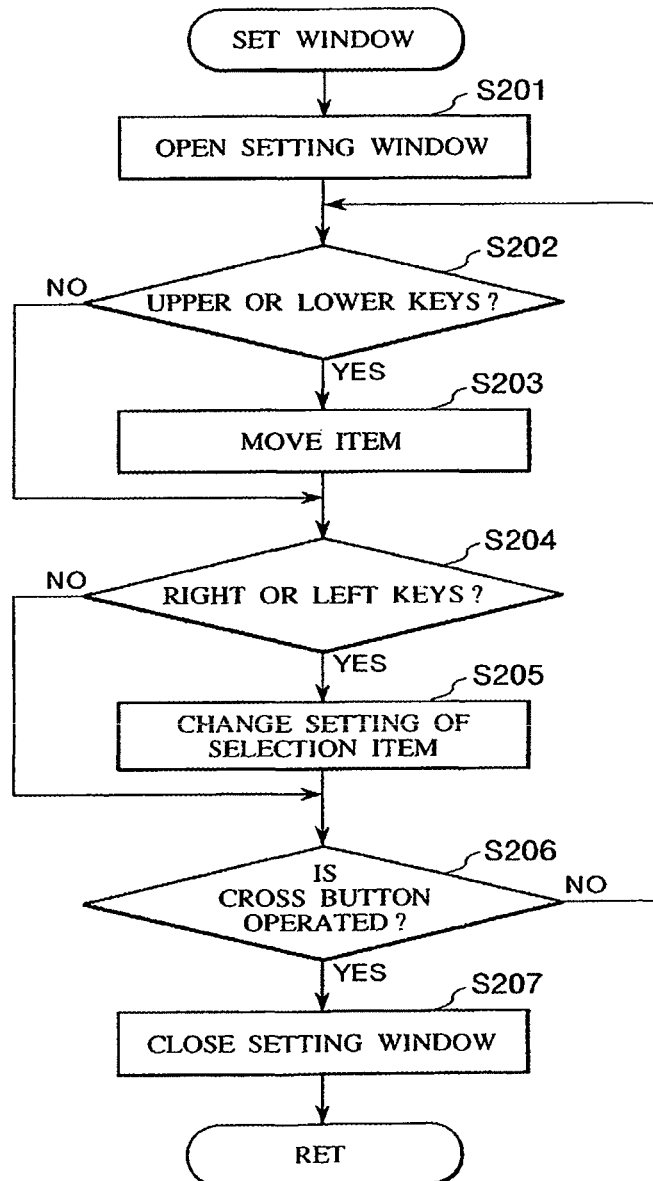 SET WINDOW
S201
OPEN SETTING WINDOW
S202
NO
UPPER OR LOWER KEYS?
YES
S203
MOVE ITEM
S204
NO
RIGHT OR LEFT KEYS?
YES
S205
CHANGE SETTING OF
SELECTION ITEM
S206
IS
CROSS BUTTON
OPERATED?
NO
YES
S207
CLOSE SETTING WINDOW
RET